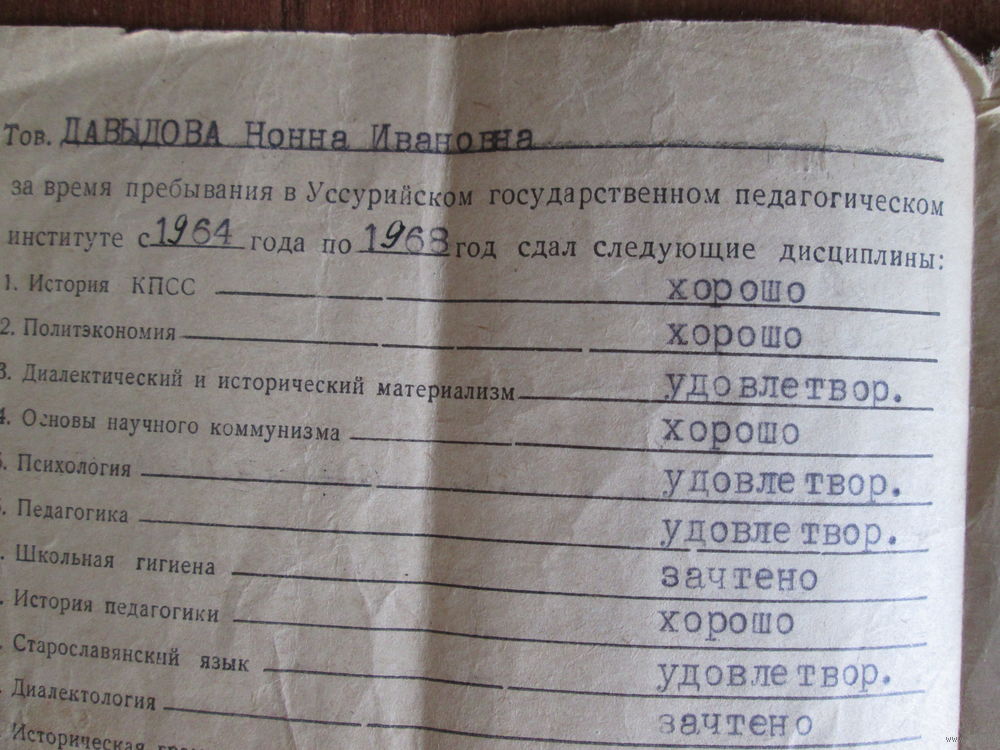 Тов. ДАВЫДОВА Нонна Ивановна
за время пребывания в Уссурийском государственном педагогическом
институте с 1964 года по 1968 год сдал следующие дисциплины:
1. История КПСС хорошо
2. Политэкономия хорошо
3. Диалектический и исторический материализм удовлетвор.
4. Основы научного коммунизма хорошо
. Психология удовлетвор.
. Педагогика удовлетвор.
. Школьная гигиена зачтено
. История педагогики хорошо
. Старославянский язык удовлетвор.
. Диалектология зачтено
. Историческая